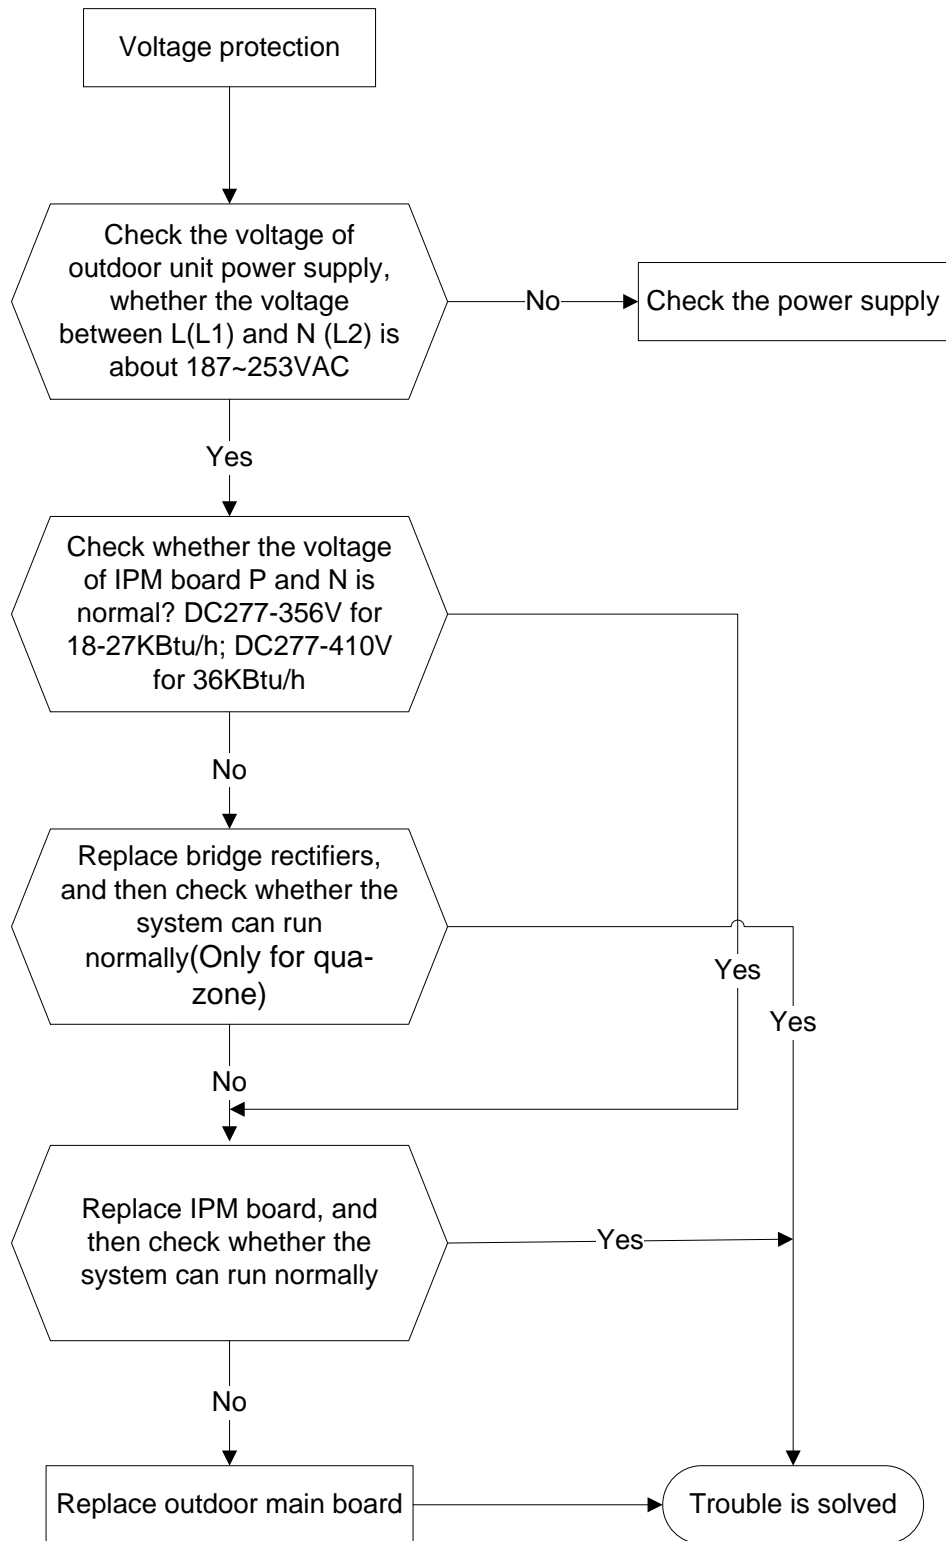 Voltage protection
Check the voltage of
outdoor unit power supply,
whether the voltage
between L(L1) and N (L2) is
about 187~253VAC
No
Check the power supply
Yes
Check whether the voltage
of IPM board P and N is
normal? DC277-356V for
18-27KBtu/h; DC277-410V
for 36KBtu/h
No
Replace bridge rectifiers,
and then check whether the
system can run
normally(Only for qua-
zone)
Yes
Yes
No
Replace IPM board, and
then check whether the
system can run normally
Yes
No
Replace outdoor main board
Trouble is solved